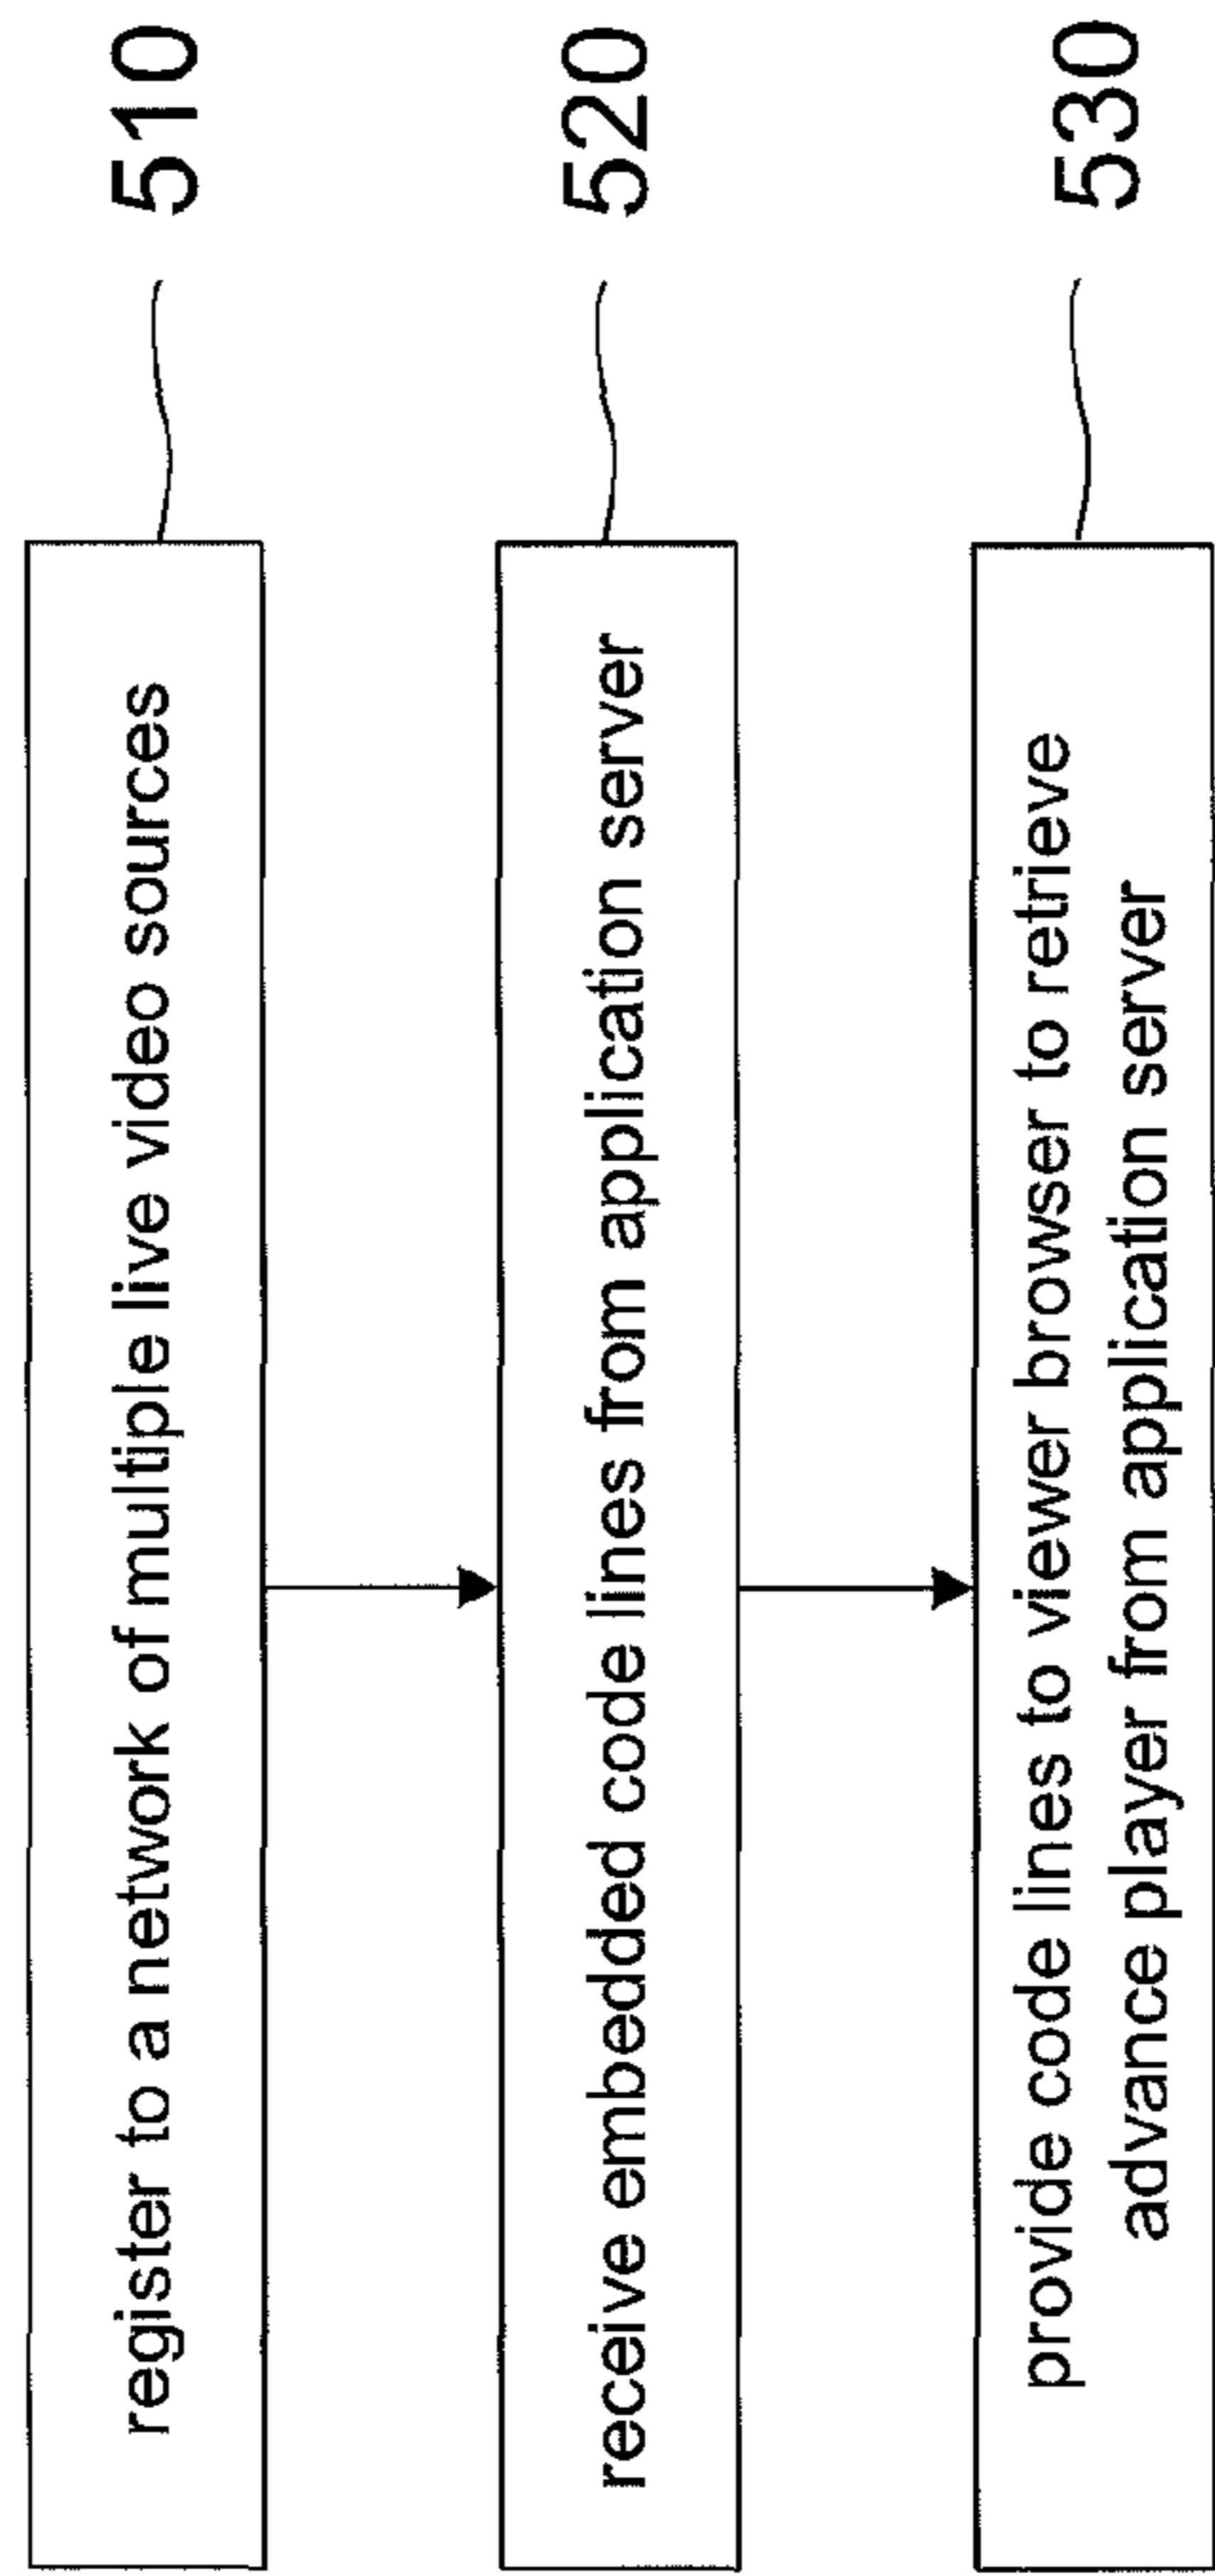 register to a network of multiple live video sources
510
receive embedded code lines from application server
520
provide code lines to viewer browser to retrieve
advance player from application server
530